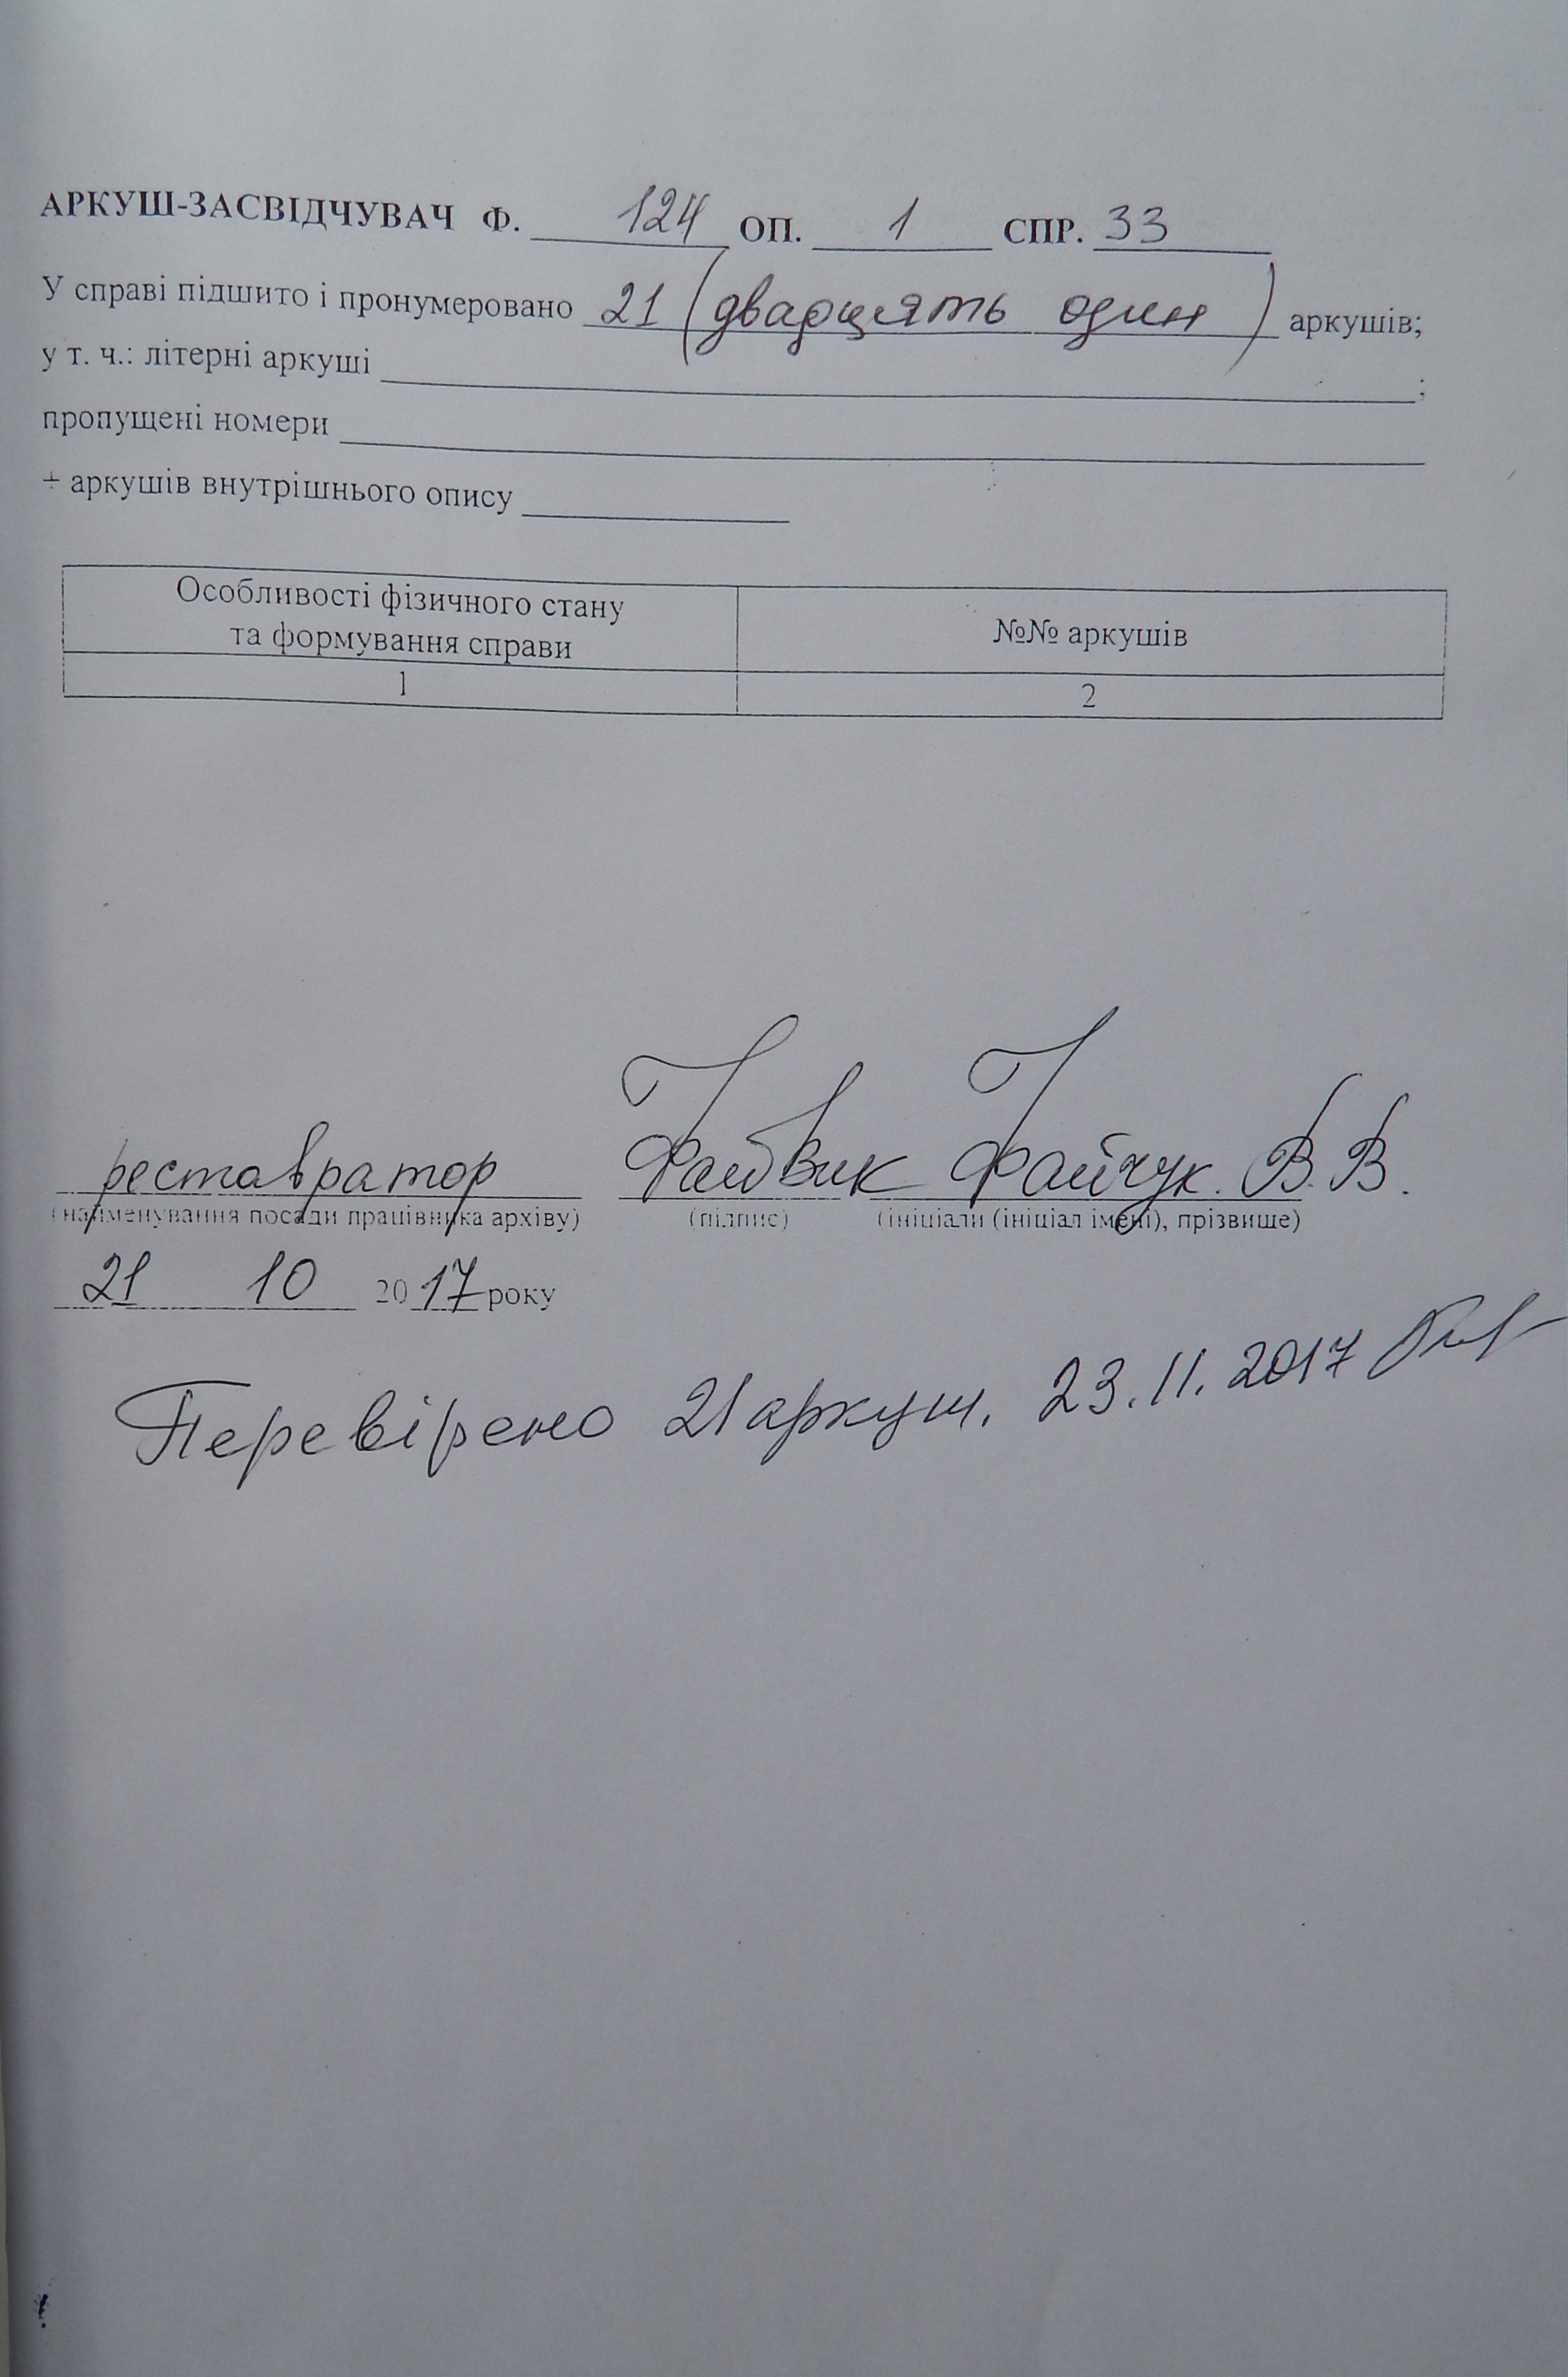 АРКУШ-ЗАСВІДЧУВАЧ Ф. 124 ОП. 1 СПР. 33
У справі підшито і пронумеровано 21 (двадцять один) аркушів;
у т. ч.: літерні аркуші ;
пропущені номери
+ аркушів внутрішнього опису
Особливості фізичного стану
та формування справи
№№ аркушів
1
2
реставратор Файчук. В. В.
(найменування посади працівника архіву) (підпис) (ініціали (ініціал імені), прізвище)
21 10 2017 року
Перевірено 21 аркуш. 23.11.2017